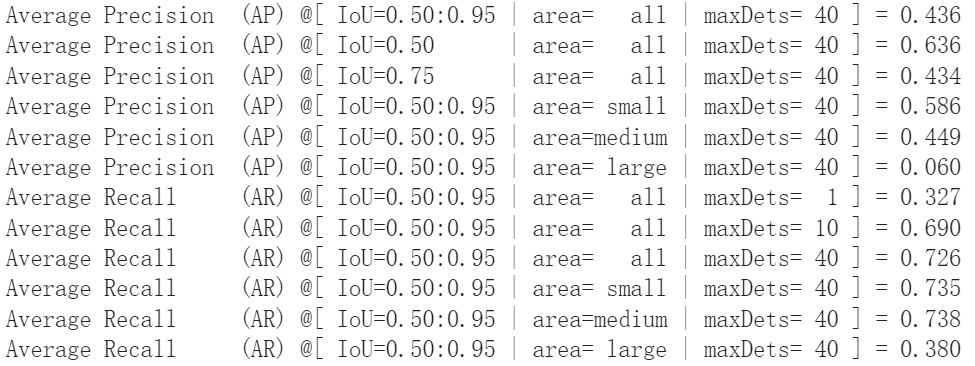 Average Precision  (AP) @[ IoU=0.50:0.95 | area=   all | maxDets= 40 ] = 0.436
Average Precision  (AP) @[ IoU=0.50      | area=   all | maxDets= 40 ] = 0.636
Average Precision  (AP) @[ IoU=0.75      | area=   all | maxDets= 40 ] = 0.434
Average Precision  (AP) @[ IoU=0.50:0.95 | area= small | maxDets= 40 ] = 0.586
Average Precision  (AP) @[ IoU=0.50:0.95 | area=medium | maxDets= 40 ] = 0.449
Average Precision  (AP) @[ IoU=0.50:0.95 | area= large | maxDets= 40 ] = 0.060
Average Recall     (AR) @[ IoU=0.50:0.95 | area=   all | maxDets=  1 ] = 0.327
Average Recall     (AR) @[ IoU=0.50:0.95 | area=   all | maxDets= 10 ] = 0.690
Average Recall     (AR) @[ IoU=0.50:0.95 | area=   all | maxDets= 40 ] = 0.726
Average Recall     (AR) @[ IoU=0.50:0.95 | area= small | maxDets= 40 ] = 0.735
Average Recall     (AR) @[ IoU=0.50:0.95 | area=medium | maxDets= 40 ] = 0.738
Average Recall     (AR) @[ IoU=0.50:0.95 | area= large | maxDets= 40 ] = 0.380